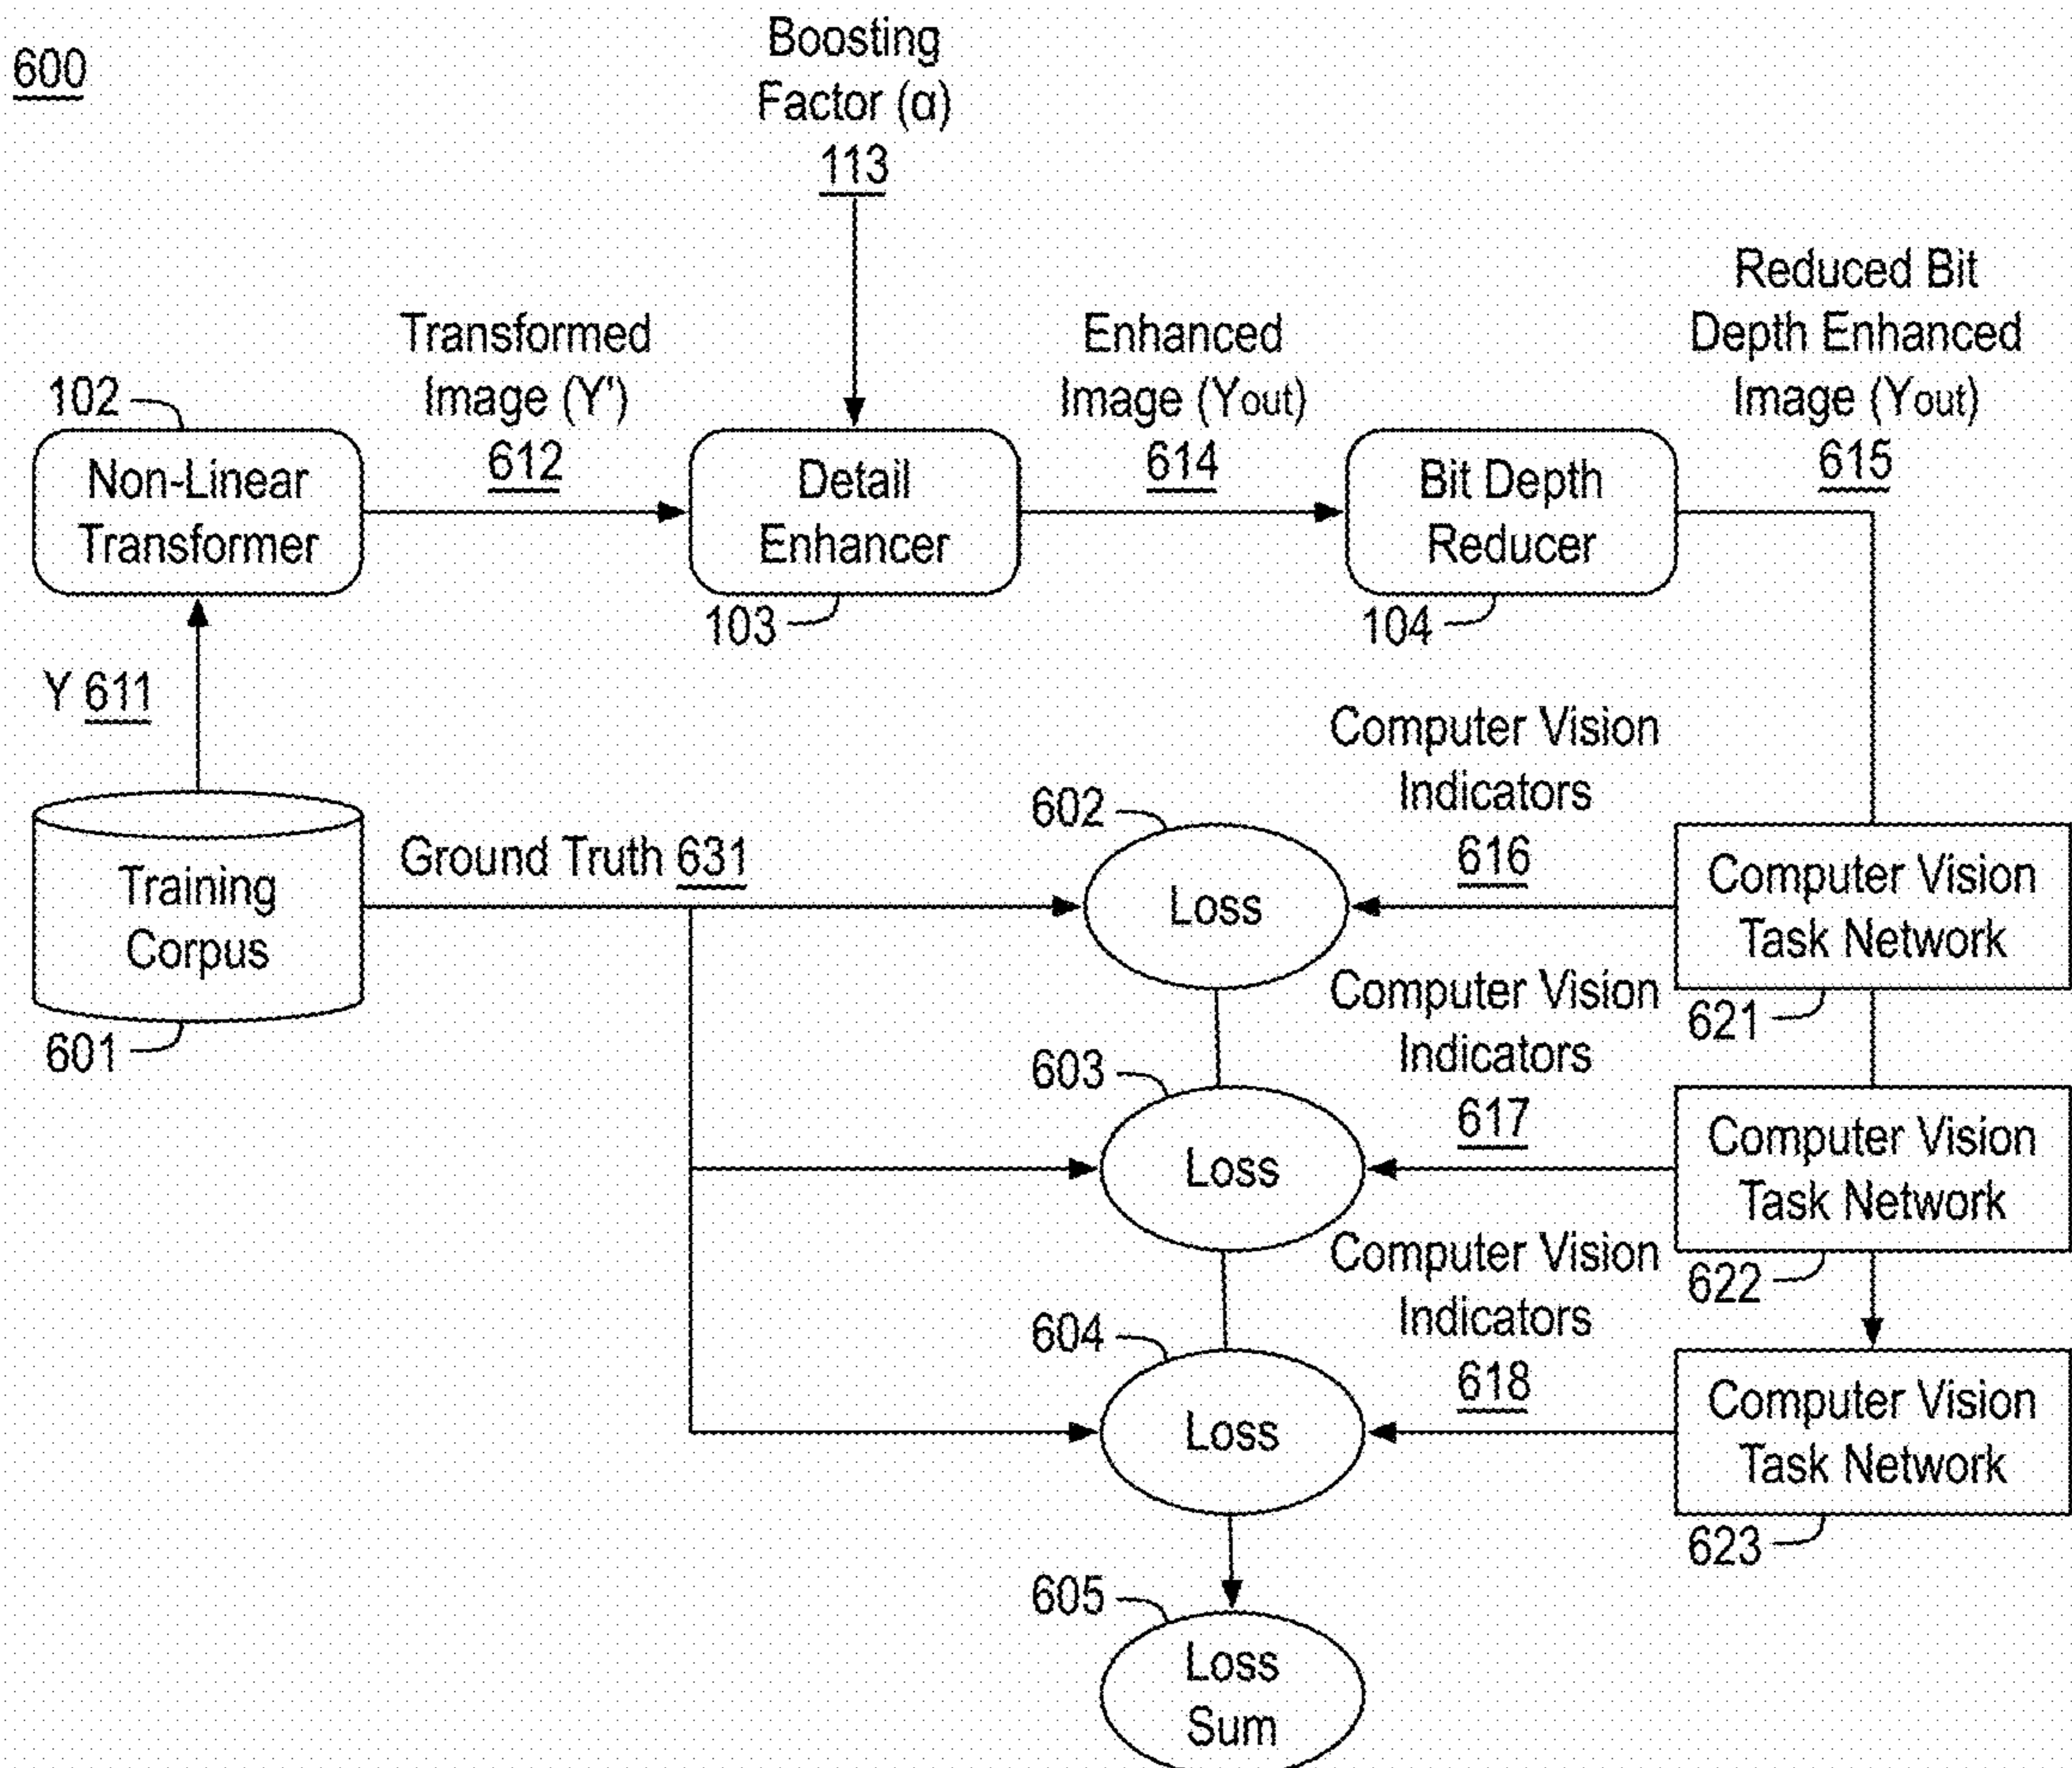 600
Boosting
Factor (α)
113
Reduced Bit
Depth Enhanced
Image (Yout)
615
Transformed
Image (Y')
612
Enhanced
Image (Yout)
614
102
Non-Linear
Transformer
Detail
Enhancer
103
Bit Depth
Reducer
104
Y 611
Training
Corpus
601
Ground Truth 631
602
Loss
Computer Vision
Indicators
616
Computer Vision
Task Network
621
603
Loss
Computer Vision
Indicators
617
Computer Vision
Task Network
622
604
Loss
Computer Vision
Indicators
618
Computer Vision
Task Network
623
605
Loss
Sum